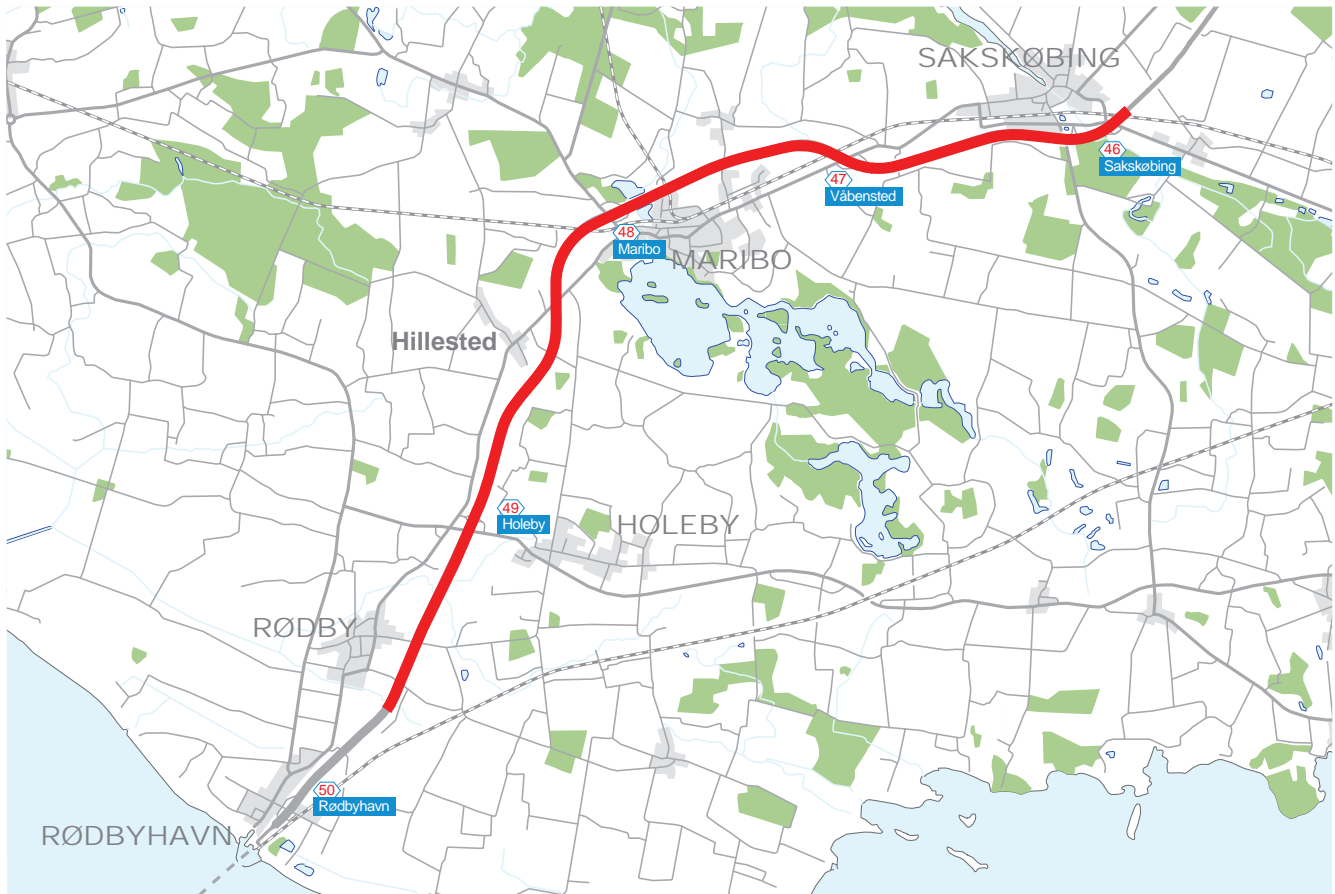 SAKSKØBING
46
Sakskøbing
47
Våbensted
48
Maribo
MARIBO
Hillested
49
Holeby
HOLEBY
RØDBY
50
Rødbyhavn
RØDBYHAVN